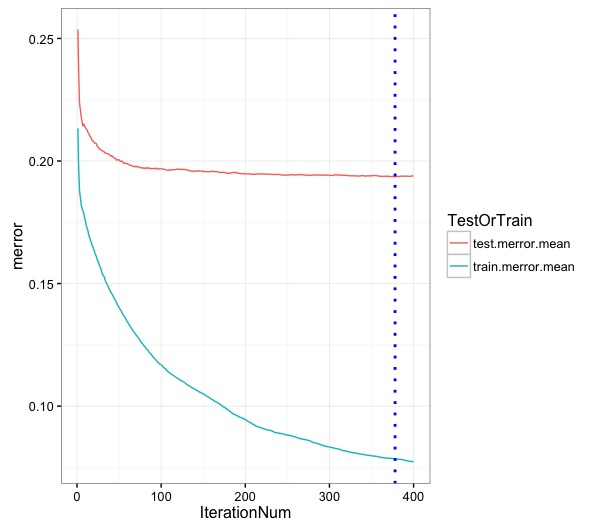 0.25
0.20
0.15
0.10
merror
0 100 200 300 400
IterationNum
TestOrTrain
test.merror.mean
train.merror.mean